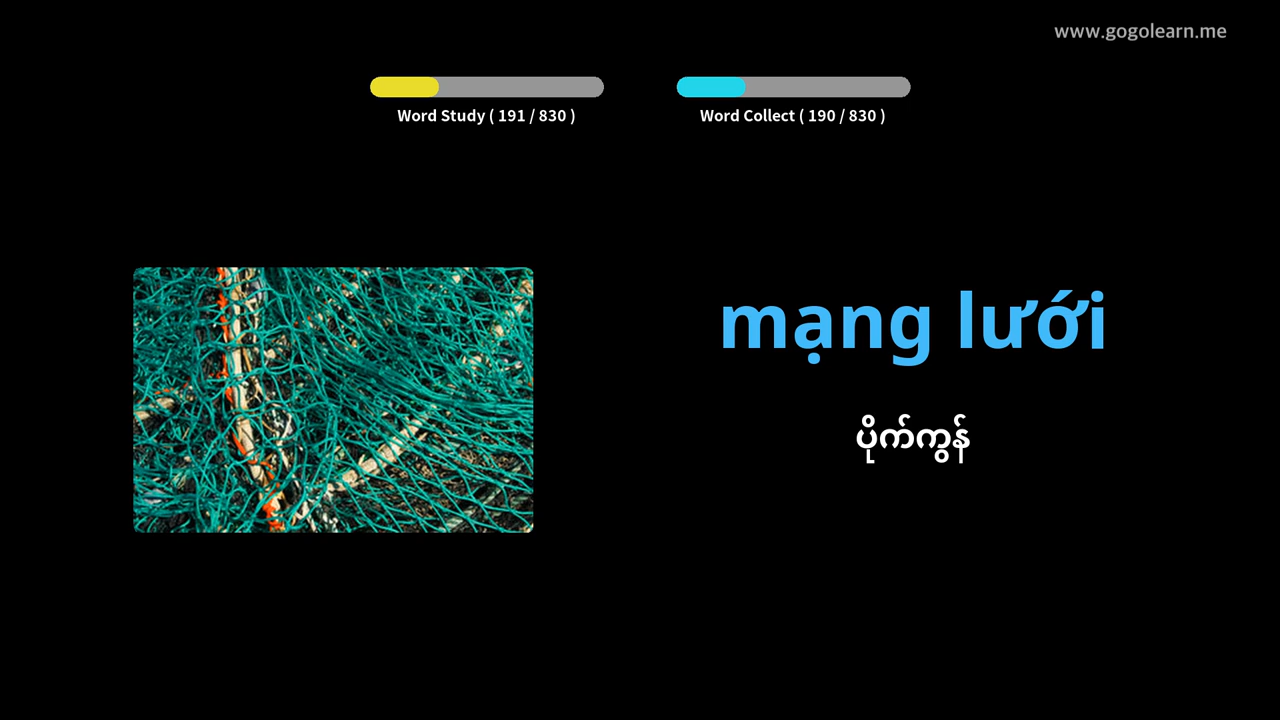 www.gogolearn.me
Word Study ( 191 / 830 )
Word Collect ( 190 / 830 )
mạng lưới
ပိုက်ကွန်